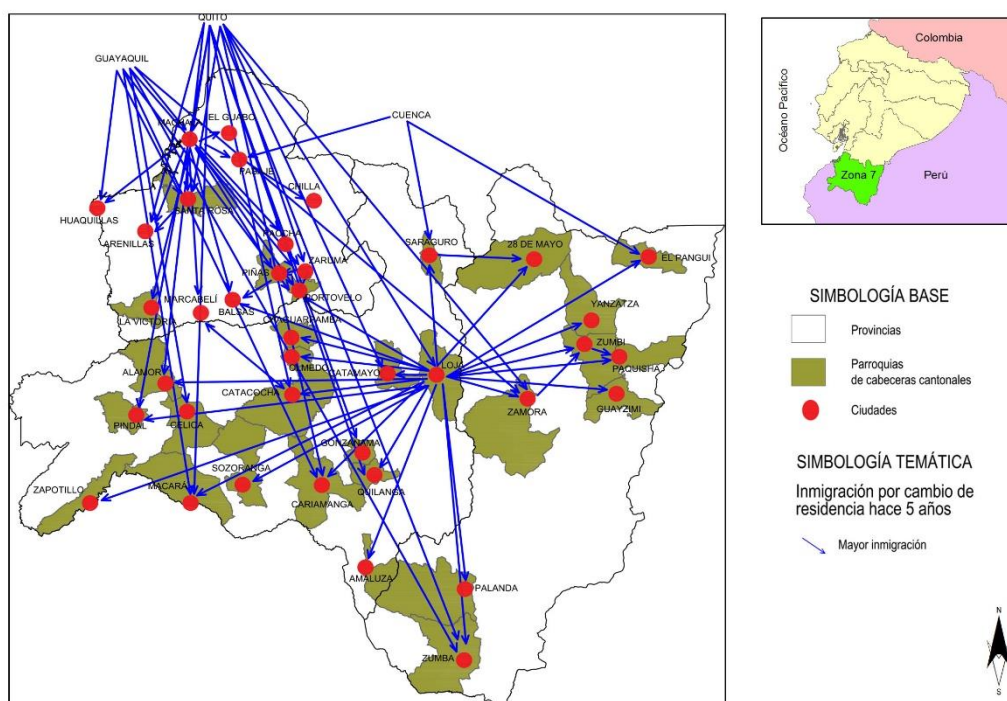 QUITO
GUAYAQUIL
CUENCA
MACHALA
EL GUABO
PASAJE
CHILLA
SANTA ROSA
HUAQUILLAS
ARENILLAS
PACCHA
ZARUMA
PIÑAS
PORTOVELO
MARCABELÍ
BALSAS
LA VICTORIA
CHAGUARPAMBA
OLMEDO
SARAGURO
28 DE MAYO
EL PANGUI
YANZATZA
ZUMBI
PAQUISHA
ALAMOR
CATAMAYO
LOJA
CATACOCHA
ZAMORA
GUAYZIMI
PINDAL
CELICA
GONZANAMA
SOZORANGA
ZAPOTILLO
MACARÁ
CARIAMANGA
QUILANGA
AMALUZA
PALANDA
ZUMBA
Colombia
Océano Pacífico
Zona 7
Perú
SIMBOLOGÍA BASE
Provincias
Parroquias
de cabeceras cantonales
Ciudades
SIMBOLOGÍA TEMÁTICA
Inmigración por cambio de
residencia hace 5 años
Mayor inmigración
N
S